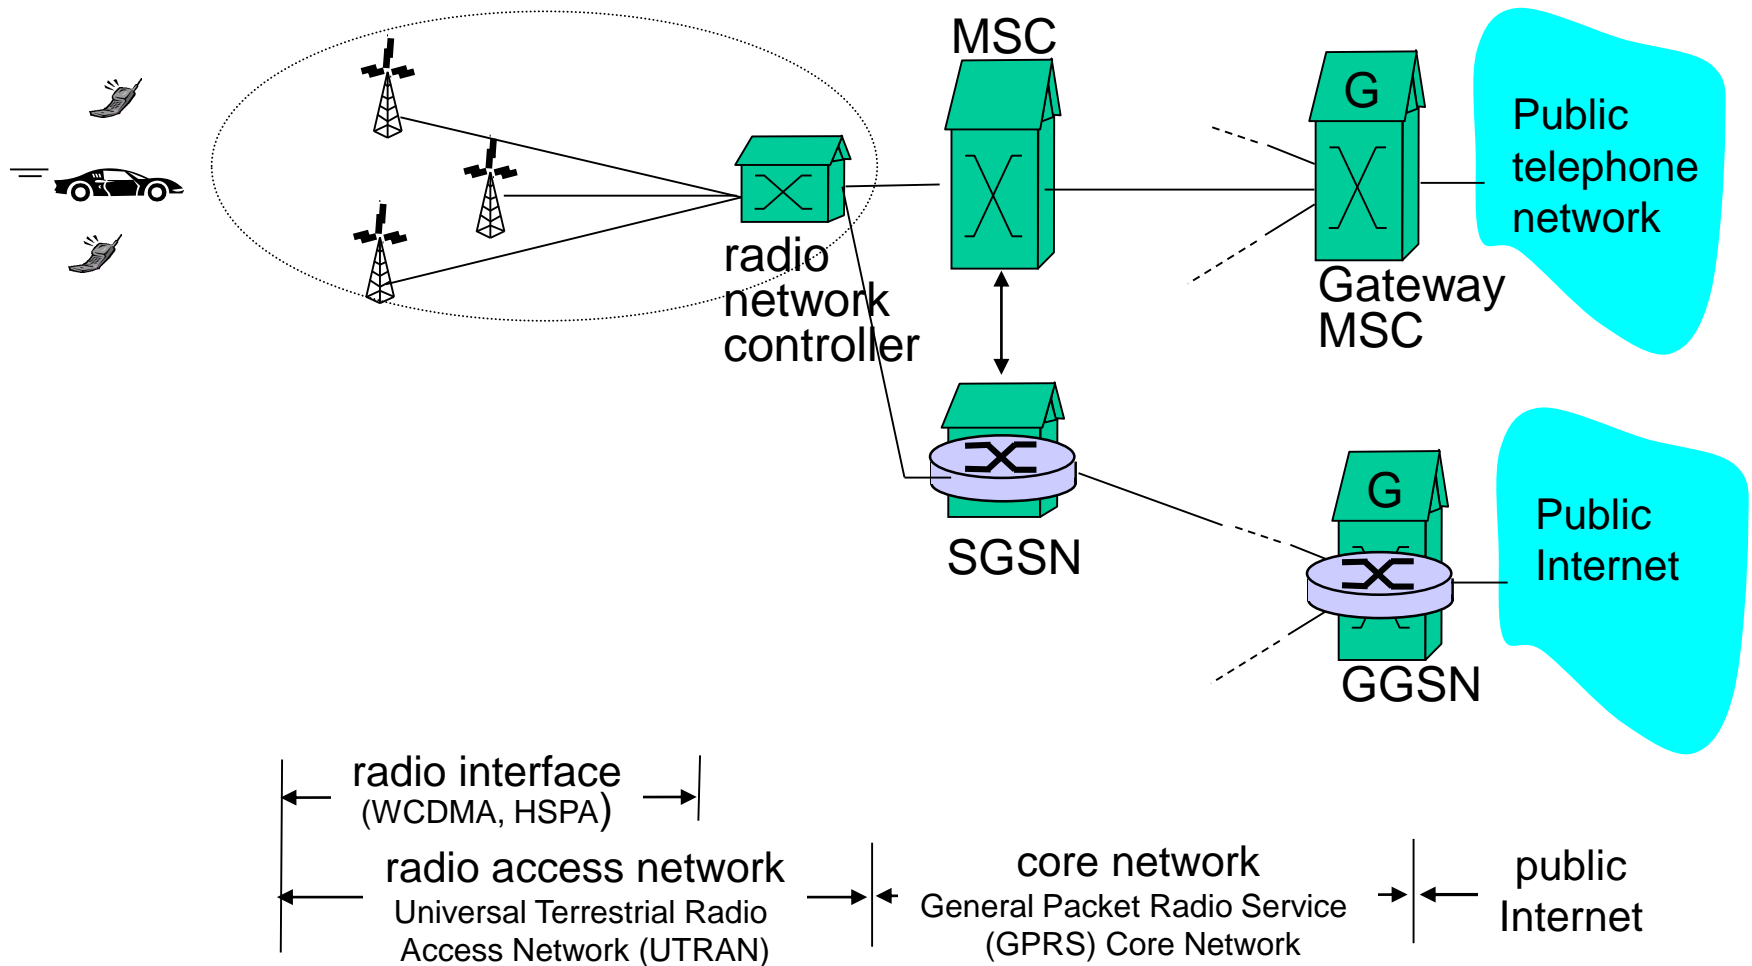 MSC
G
Public
telephone
network
radio
network
controller
Gateway
MSC
SGSN
G
Public
Internet
GGSN
radio interface
(WCDMA, HSPA)
radio access network
Universal Terrestrial Radio
Access Network (UTRAN)
core network
General Packet Radio Service
(GPRS) Core Network
public
Internet